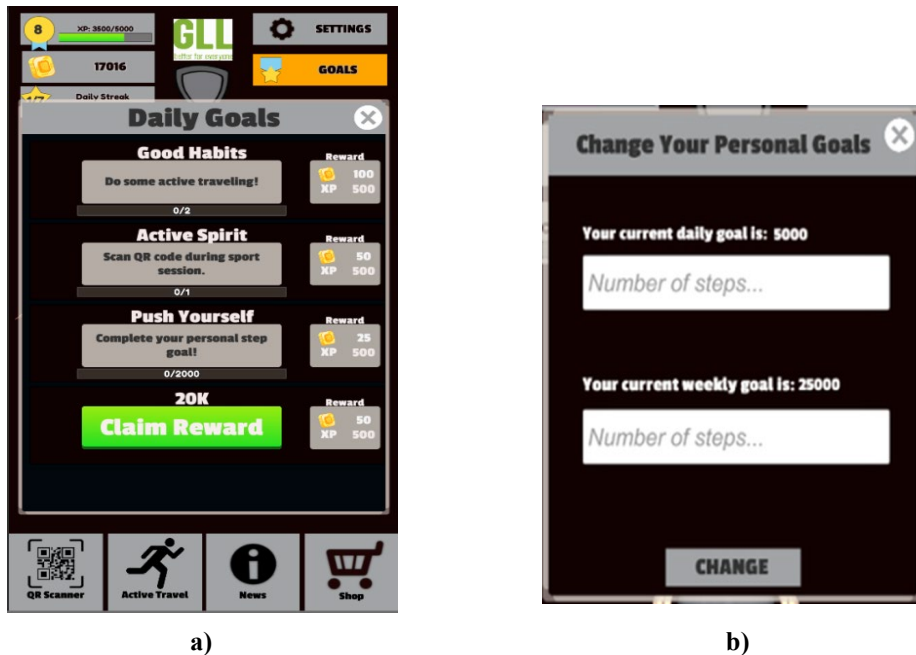 8
XP: 3500/5000
GLL
SETTINGS
17016
GOALS
Daily Streak
Daily Goals
Good Habits
Do some active traveling!
0/2
Reward
100
XP 500
Active Spirit
Scan QR code during sport
session.
0/1
Reward
50
XP 500
Push Yourself
Complete your personal step
goal!
0/2000
Reward
25
XP 500
20K
Claim Reward
Reward
50
XP 500
QR Scanner
Active Travel
News
Shop
a)
Change Your Personal Goals
Your current daily goal is: 5000
Number of steps...
Your current weekly goal is: 25000
Number of steps...
CHANGE
b)